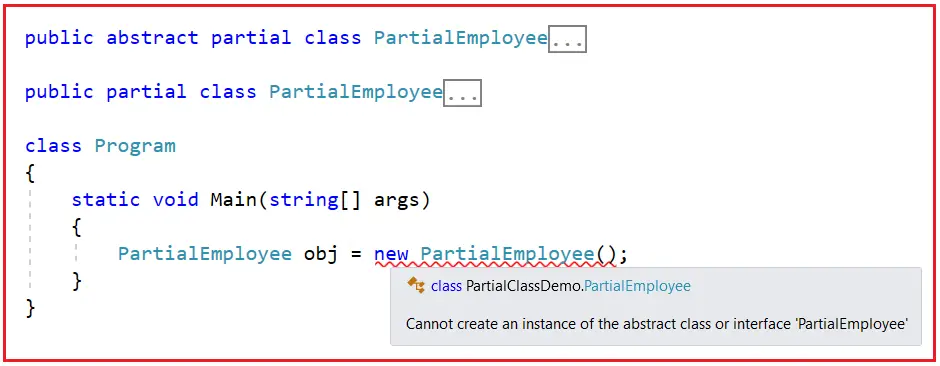 public abstract partial class PartialEmployee...
public partial class PartialEmployee...
class Program
{
static void Main(string[] args)
{
PartialEmployee obj = new PartialEmployee();
}
}
class PartialClassDemo.PartialEmployee
Cannot create an instance of the abstract class or interface 'PartialEmployee'